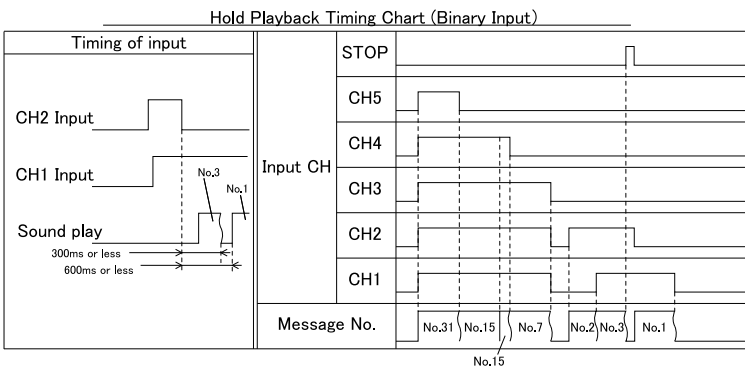 Hold Playback Timing Chart (Binary Input)
Timing of input
CH2 Input
CH1 Input
No.3
No.1
Sound play
300ms or less
600ms or less
Input CH
STOP
CH5
CH4
CH3
CH2
CH1
Message No.
No.31
No.15
No.7
No.2
No.3
No.1
No.15